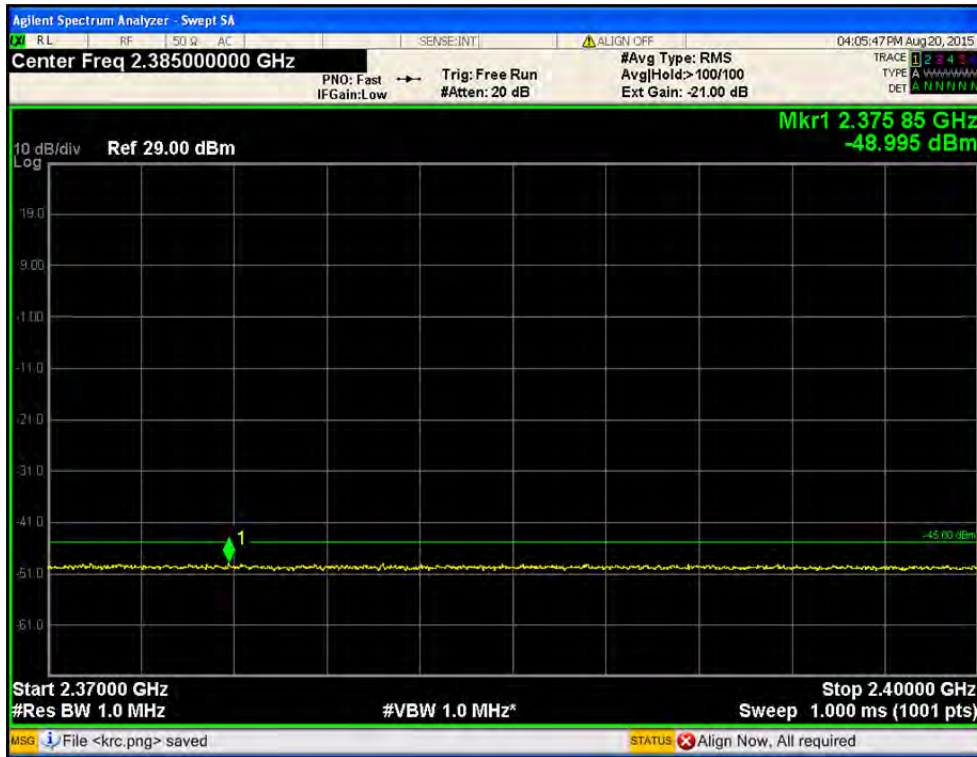 Agilent Spectrum Analyzer - Swept SA
LXI RL RF 50 Ω AC SENSE:INT ALIGN OFF 04:05:47 PM Aug 20, 2015
Center Freq 2.385000000 GHz
PNO: Fast Trig: Free Run #Avg Type: RMS TRACE 1 2 3 4 5 6
IFGain:Low #Atten: 20 dB Avg|Hold:>100/100 TYPE A WWWWW
Ext Gain: -21.00 dB DET A N N N N N
Mkr1 2.375 85 GHz
-48.995 dBm
10 dB/div Ref 29.00 dBm
Log
19.0
9.00
-1.00
-11.0
-21.0
-31.0
-41.0
1
-45.00 dBm
-51.0
-61.0
Start 2.37000 GHz Stop 2.40000 GHz
#Res BW 1.0 MHz #VBW 1.0 MHz* Sweep 1.000 ms (1001 pts)
MSG File <krc.png> saved STATUS Align Now, All required